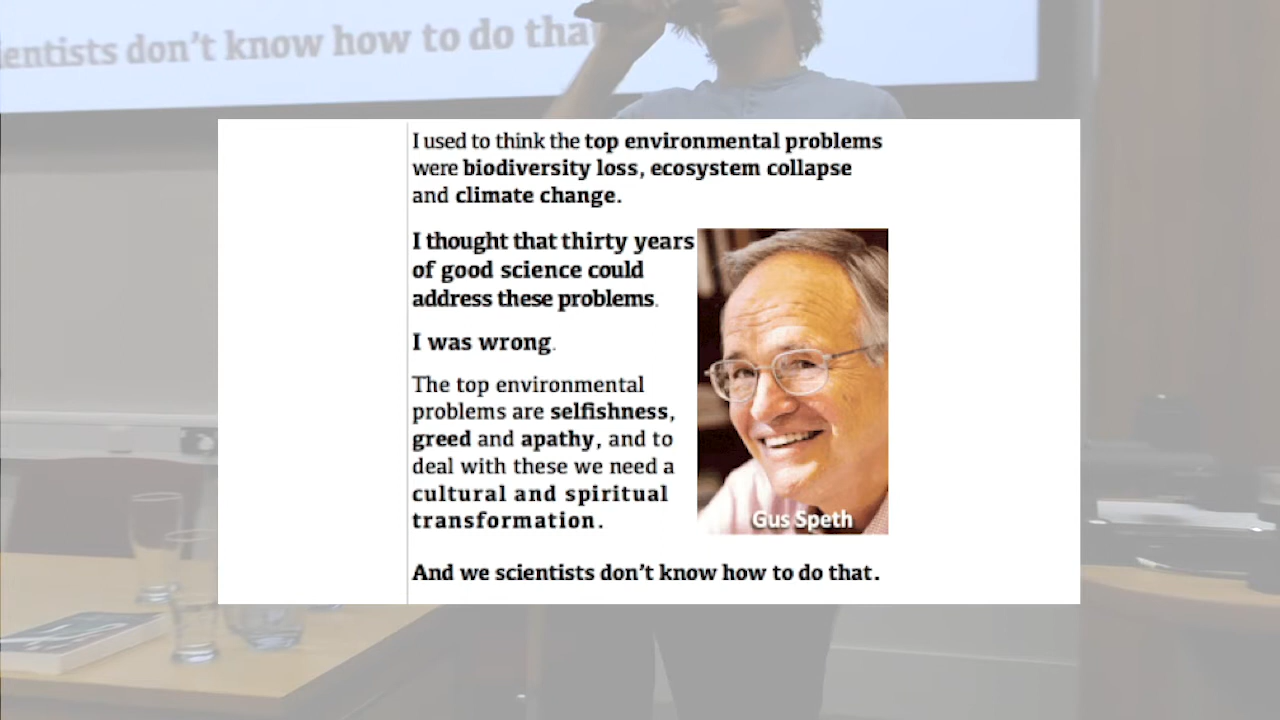 entists don't know how to do tha
I used to think the top environmental problems
were biodiversity loss, ecosystem collapse
and climate change.
I thought that thirty years
of good science could
address these problems.
I was wrong.
The top environmental
problems are selfishness,
greed and apathy, and to
deal with these we need a
cultural and spiritual
transformation.
Gus Speth
And we scientists don't know how to do that.